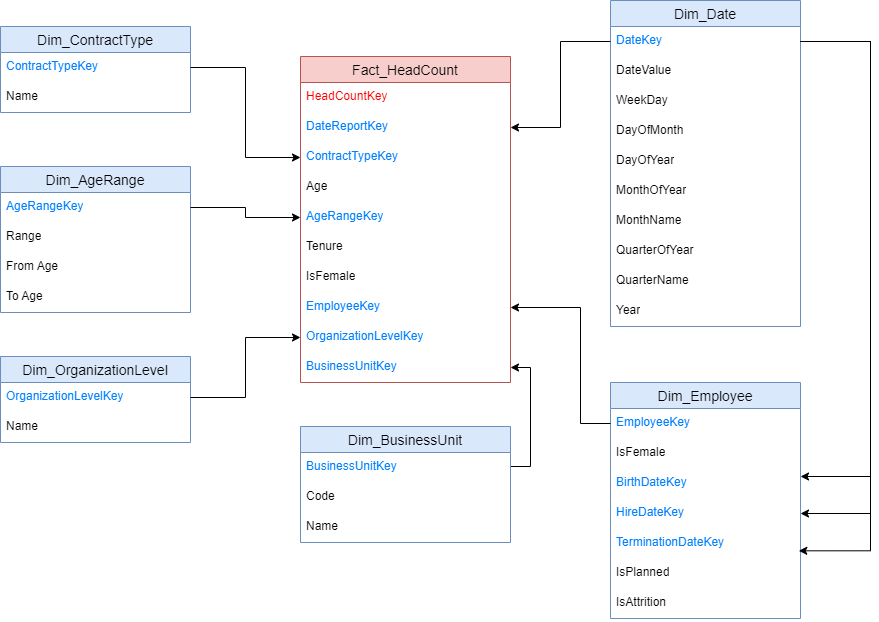 Dim_ContractType
ContractTypeKey
Name
Dim_AgeRange
AgeRangeKey
Range
From Age
To Age
Dim_OrganizationLevel
OrganizationLevelKey
Name
Fact_HeadCount
HeadCountKey
DateReportKey
ContractTypeKey
Age
AgeRangeKey
Tenure
IsFemale
EmployeeKey
OrganizationLevelKey
BusinessUnitKey
Dim_BusinessUnit
BusinessUnitKey
Code
Name
Dim_Date
DateKey
DateValue
WeekDay
DayOfMonth
DayOfYear
MonthOfYear
MonthName
QuarterOfYear
QuarterName
Year
Dim_Employee
EmployeeKey
IsFemale
BirthDateKey
HireDateKey
TerminationDateKey
IsPlanned
IsAttrition